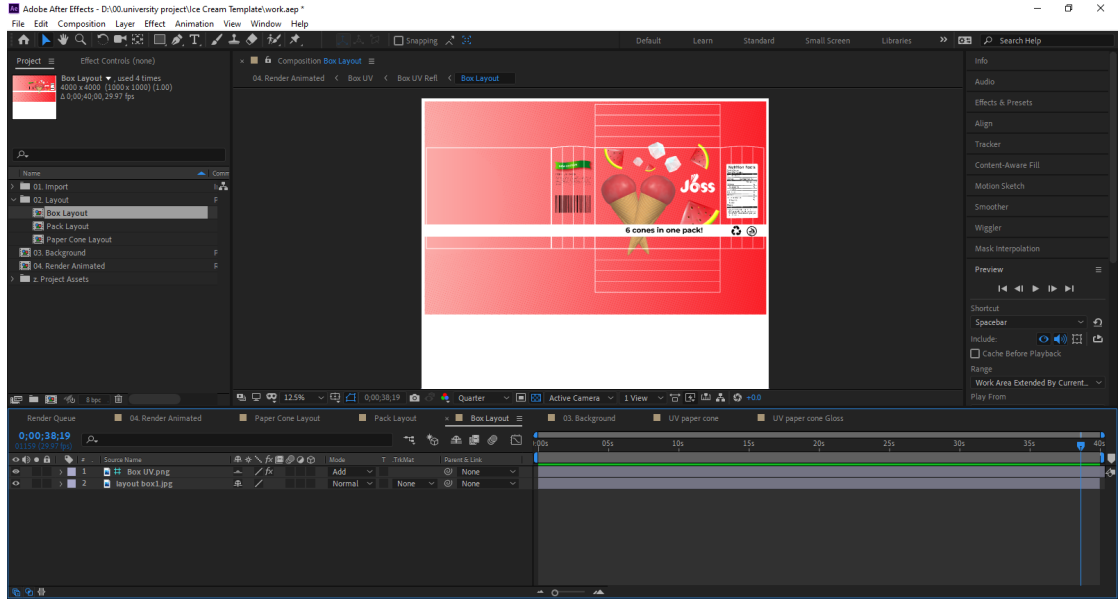 Adobe After Effects - D:\00.university project\Ice Cream Template\work.aep *
File Edit Composition Layer Effect Animation View Window Help
Snapping
Default Learn Standard Small Screen Libraries
Search Help
Project
Effect Controls (none)
Composition Box Layout
Info
Box Layout , used 4 times
4000 x 4000 (1000 x 1000) (1.00)
Δ 0;00;40;00, 29.97 fps
04. Render Animated Box UV Box UV Refl Box Layout
Audio
Effects & Presets
Align
Tracker
Content-Aware Fill
Motion Sketch
Smoother
Wiggler
Mask Interpolation
Name
Comm
01. Import
02. Layout
Box Layout
Pack Layout
Paper Cone Layout
03. Background
04. Render Animated
z. Project Assets
Nutrition Facts
Joss
6 cones in one pack!
Preview
Shortcut
Spacebar
Include:
Cache Before Playback
Range
Work Area Extended By Current...
Play From
8 bpc
12.5%
0;00;38;19
Quarter
Active Camera
1 View
+0.0
Render Queue
04. Render Animated
Paper Cone Layout
Pack Layout
Box Layout
03. Background
UV paper cone
UV paper cone Gloss
0;00;38;19
01159 (29.97 fps)
:00s 05s 10s 15s 20s 25s 30s 35s 40s
# Source Name Mode T TrkMat Parent & Link
1 Box UV.png Add None
2 layout box1.jpg Normal None None